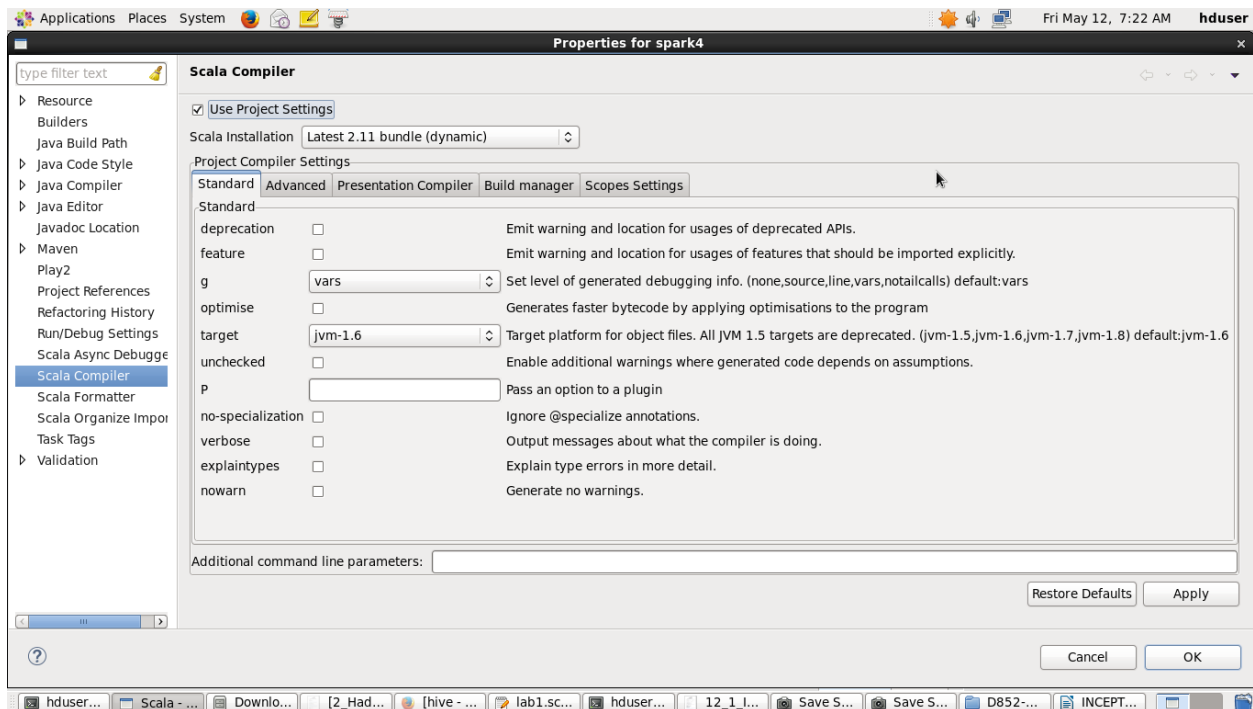 Applications Places System Fri May 12, 7:22 AM hduser
Properties for spark4
type filter text
Resource
Builders
Java Build Path
Java Code Style
Java Compiler
Java Editor
Javadoc Location
Maven
Play2
Project References
Refactoring History
Run/Debug Settings
Scala Async Debugge
Scala Compiler
Scala Formatter
Scala Organize Impor
Task Tags
Validation
Scala Compiler
Use Project Settings
Scala Installation Latest 2.11 bundle (dynamic)
Project Compiler Settings
Standard Advanced Presentation Compiler Build manager Scopes Settings
Standard
deprecation Emit warning and location for usages of deprecated APIs.
feature Emit warning and location for usages of features that should be imported explicitly.
g vars Set level of generated debugging info. (none,source,line,vars,notailcalls) default:vars
optimise Generates faster bytecode by applying optimisations to the program
target jvm-1.6 Target platform for object files. All JVM 1.5 targets are deprecated. (jvm-1.5,jvm-1.6,jvm-1.7,jvm-1.8) default:jvm-1.6
unchecked Enable additional warnings where generated code depends on assumptions.
P Pass an option to a plugin
no-specialization Ignore @specialize annotations.
verbose Output messages about what the compiler is doing.
explaintypes Explain type errors in more detail.
nowarn Generate no warnings.
Additional command line parameters:
Restore Defaults Apply
Cancel OK
hduser... Scala - ... Downlo... [2_Had... [hive - ... lab1.sc... hduser... 12_1_I... Save S... Save S... D852-... INCEPT...